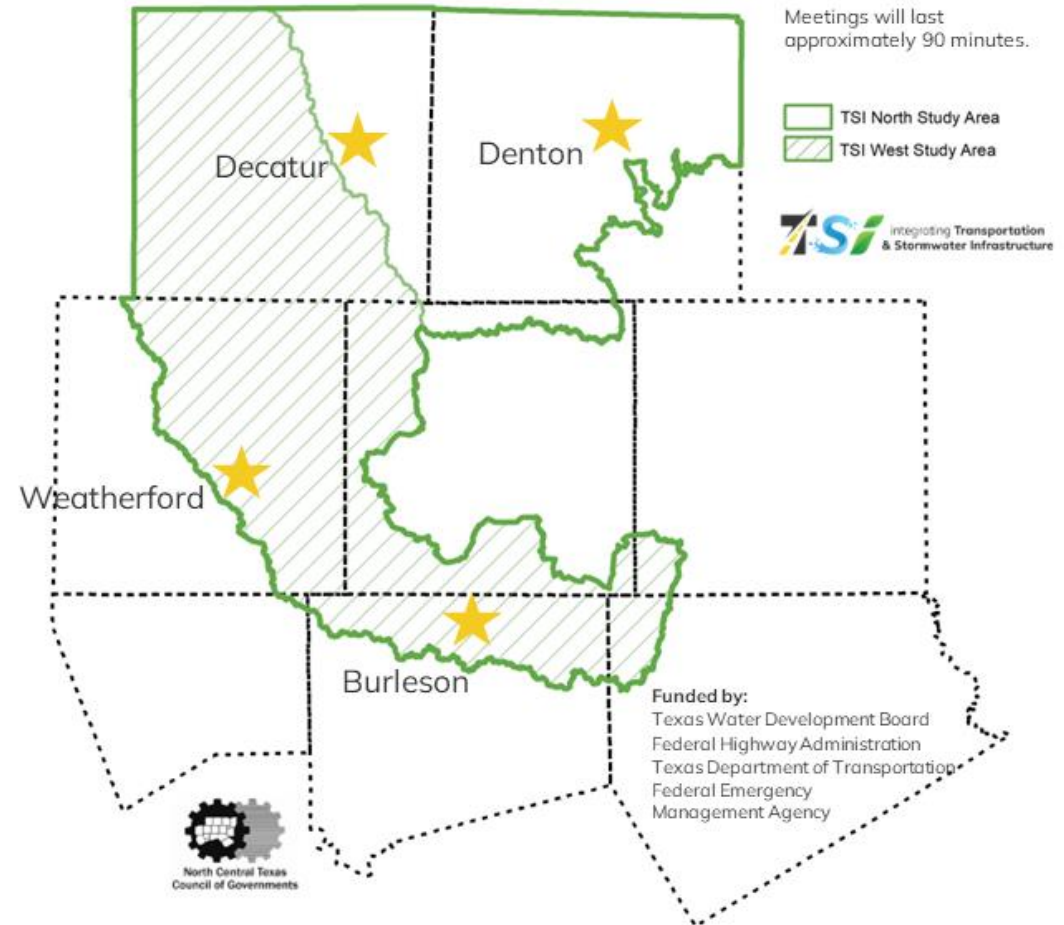 Meetings will last
approximately 90 minutes.
TSI North Study Area
TSI West Study Area
TSI integrating Transportation
& Stormwater Infrastructure
Decatur
Denton
Weatherford
Burleson
Funded by:
Texas Water Development Board
Federal Highway Administration
Texas Department of Transportation
Federal Emergency
Management Agency
North Central Texas
Council of Governments